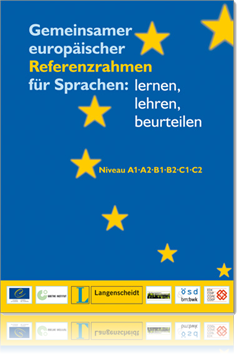 Gemeinsamer
europäischer
Referenzrahmen
für Sprachen: lernen,
lehren,
beurteilen
Niveau A1·A2·B1·B2·C1·C2
L
Langenscheidt
ösd